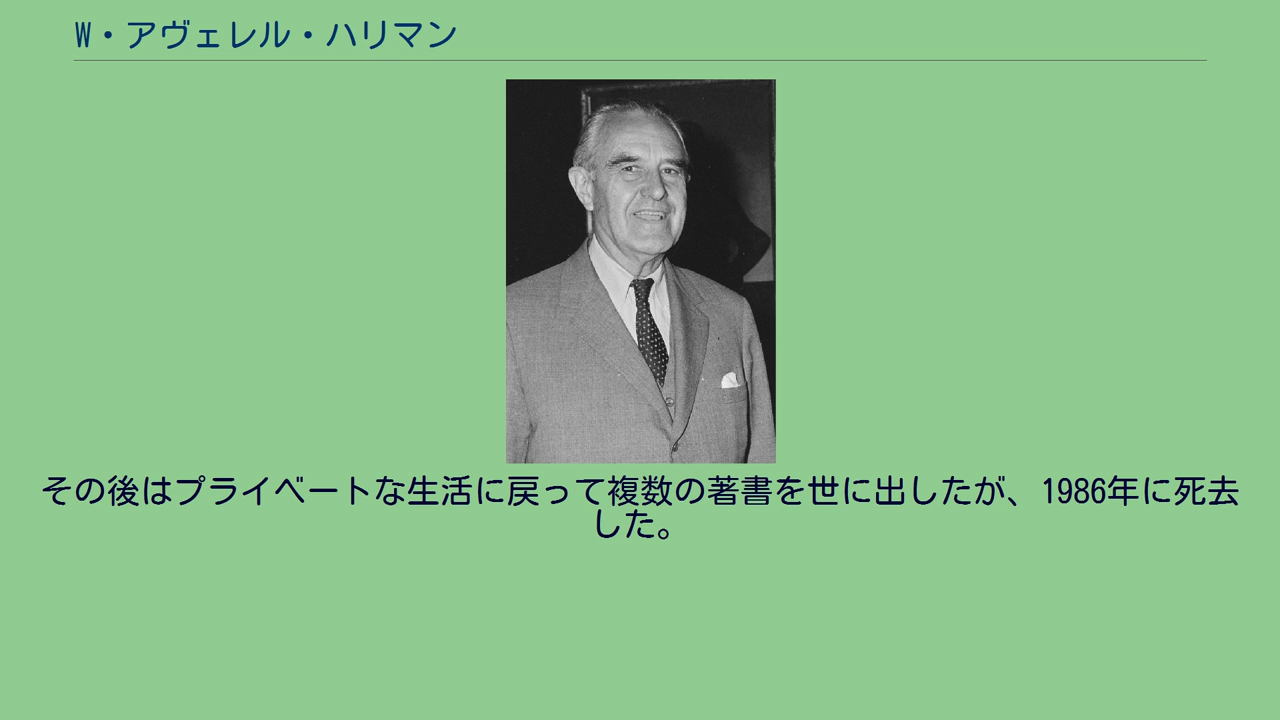 W・アヴェレル・ハリマン
その後はプライベートな生活に戻って複数の著書を世に出したが、1986年に死去
した。